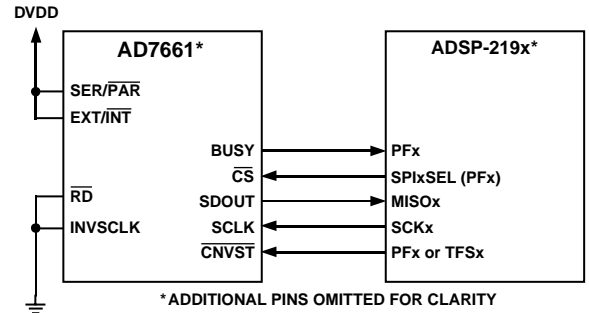 DVDD
AD7661*
ADSP-219x*
SER/PAR
EXT/INT
BUSY
PFx
CS
SPIxSEL (PFx)
RD
SDOUT
MISOx
INVSCLK
SCLK
SCKx
CNVST
PFx or TFSx
*ADDITIONAL PINS OMITTED FOR CLARITY